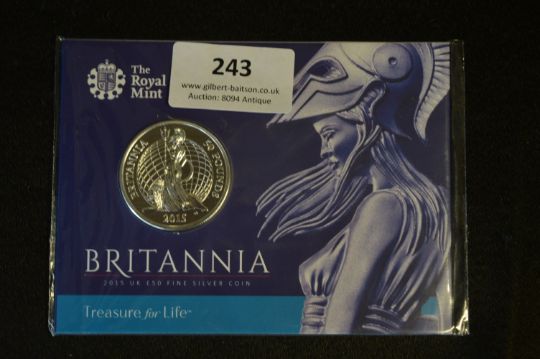 The
Royal
Mint
243
www.gilbert-baitson.co.uk
Auction: 8094 Antique
BRITANNIA 50 POUNDS
2015
BRITANNIA
2015 UK £50 FINE SILVER COIN
Treasure for Life™